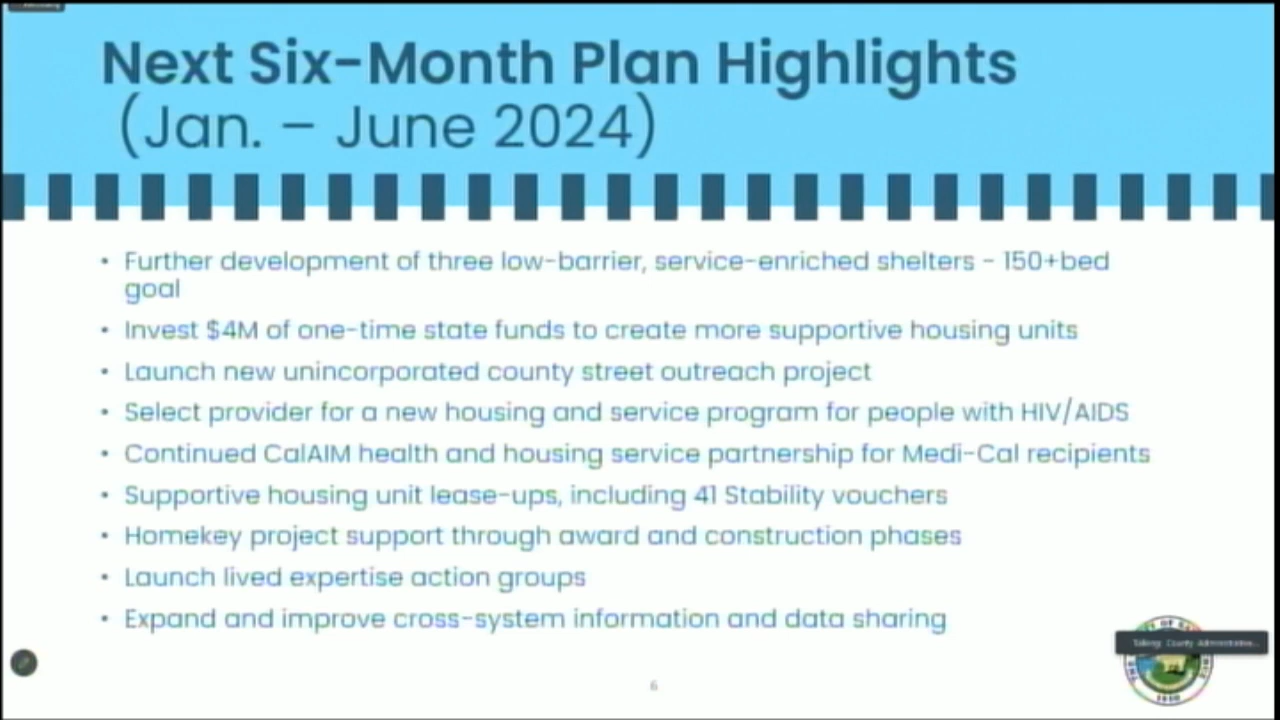 Next Six-Month Plan Highlights
(Jan. – June 2024)
• Further development of three low-barrier, service-enriched shelters - 150+bed
goal
• Invest $4M of one-time state funds to create more supportive housing units
• Launch new unincorporated county street outreach project
• Select provider for a new housing and service program for people with HIV/AIDS
• Continued CalAIM health and housing service partnership for Medi-Cal recipients
• Supportive housing unit lease-ups, including 41 Stability vouchers
• Homekey project support through award and construction phases
• Launch lived expertise action groups
• Expand and improve cross-system information and data sharing
Talking: County Administrative...
6
1850